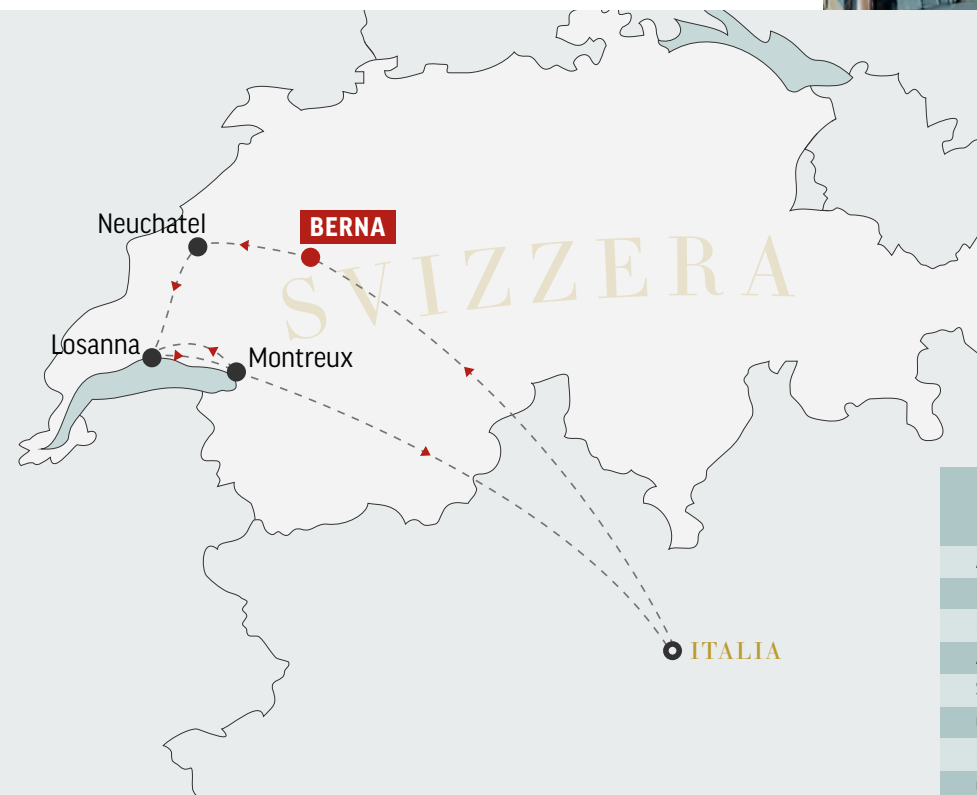 Neuchatel
BERNA
SVIZZERA
Losanna
Montreux
ITALIA